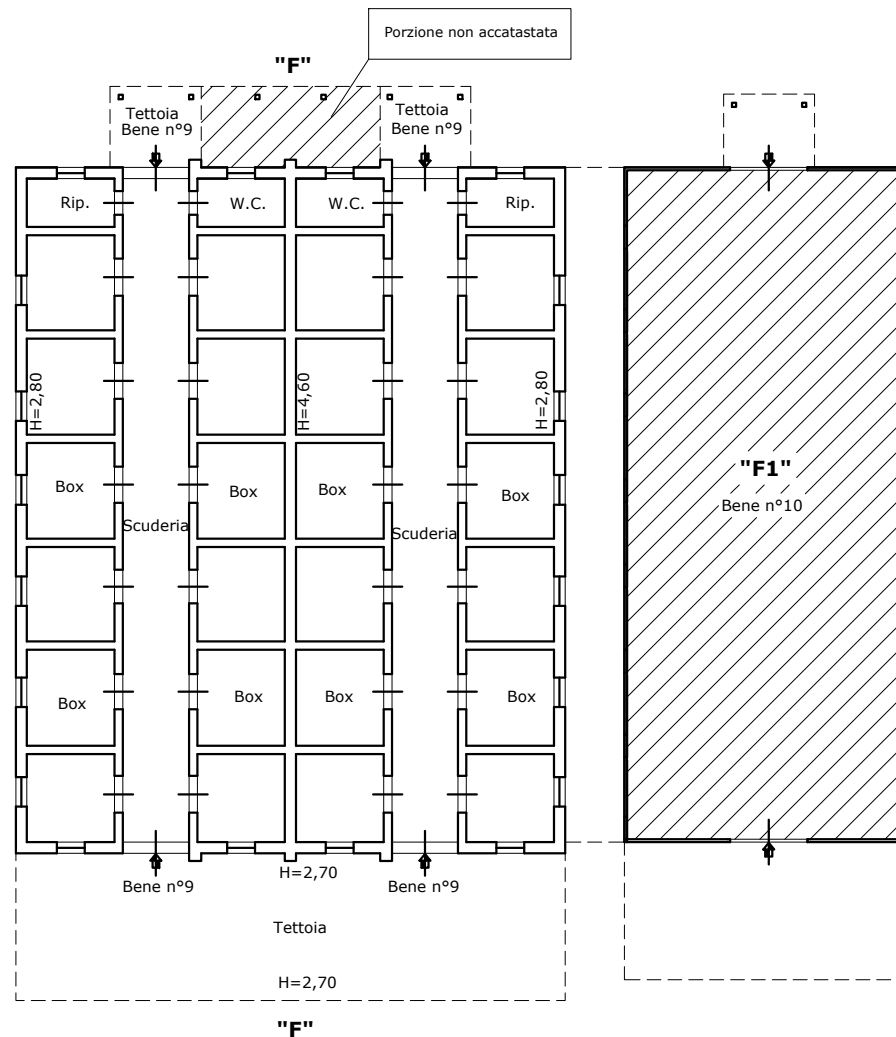 Porzione non accatastata
"F"
Tettoia
Bene n°9
Tettoia
Bene n°9
Rip.
W.C.
W.C.
Rip.
H=2,80
H=4,60
H=2,80
"F1"
Bene n°10
Box
Box
Box
Box
Scuderia
Scuderia
Box
Box
Box
Box
H=2,70
Bene n°9
Bene n°9
Tettoia
H=2,70
"F"